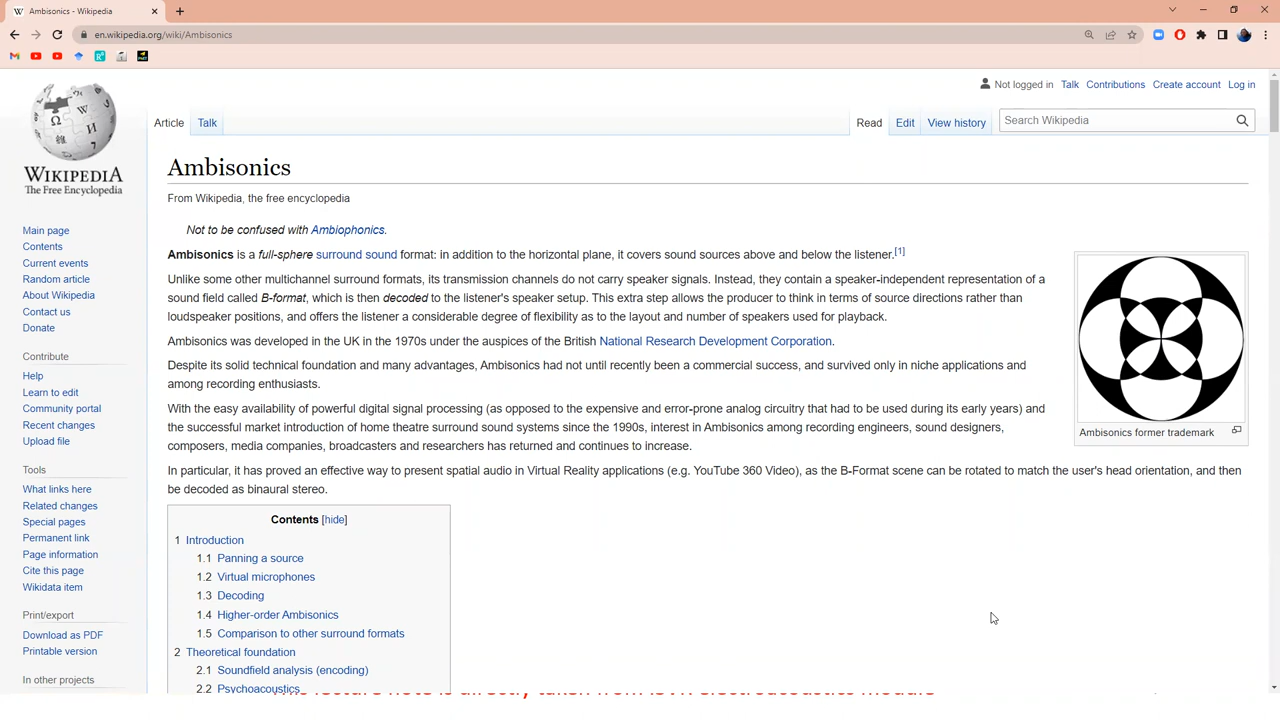 Ambisonics - Wikipedia
en.wikipedia.org/wiki/Ambisonics
Not logged in Talk Contributions Create account Log in
Article Talk Read Edit View history Search Wikipedia
WIKIPEDIA
The Free Encyclopedia
Main page
Contents
Current events
Random article
About Wikipedia
Contact us
Donate
Contribute
Help
Learn to edit
Community portal
Recent changes
Upload file
Tools
What links here
Related changes
Special pages
Permanent link
Page information
Cite this page
Wikidata item
Print/export
Download as PDF
Printable version
In other projects
Ambisonics
From Wikipedia, the free encyclopedia
Not to be confused with Ambiophonics.
Ambisonics is a full-sphere surround sound format: in addition to the horizontal plane, it covers sound sources above and below the listener.[1]
Unlike some other multichannel surround formats, its transmission channels do not carry speaker signals. Instead, they contain a speaker-independent representation of a
sound field called B-format, which is then decoded to the listener's speaker setup. This extra step allows the producer to think in terms of source directions rather than
loudspeaker positions, and offers the listener a considerable degree of flexibility as to the layout and number of speakers used for playback.
Ambisonics was developed in the UK in the 1970s under the auspices of the British National Research Development Corporation.
Despite its solid technical foundation and many advantages, Ambisonics had not until recently been a commercial success, and survived only in niche applications and
among recording enthusiasts.
With the easy availability of powerful digital signal processing (as opposed to the expensive and error-prone analog circuitry that had to be used during its early years) and
the successful market introduction of home theatre surround sound systems since the 1990s, interest in Ambisonics among recording engineers, sound designers,
composers, media companies, broadcasters and researchers has returned and continues to increase.
In particular, it has proved an effective way to present spatial audio in Virtual Reality applications (e.g. YouTube 360 Video), as the B-Format scene can be rotated to match the user's head orientation, and then
be decoded as binaural stereo.
Ambisonics former trademark
Contents [hide]
1 Introduction
1.1 Panning a source
1.2 Virtual microphones
1.3 Decoding
1.4 Higher-order Ambisonics
1.5 Comparison to other surround formats
2 Theoretical foundation
2.1 Soundfield analysis (encoding)
2.2 Psychoacoustics